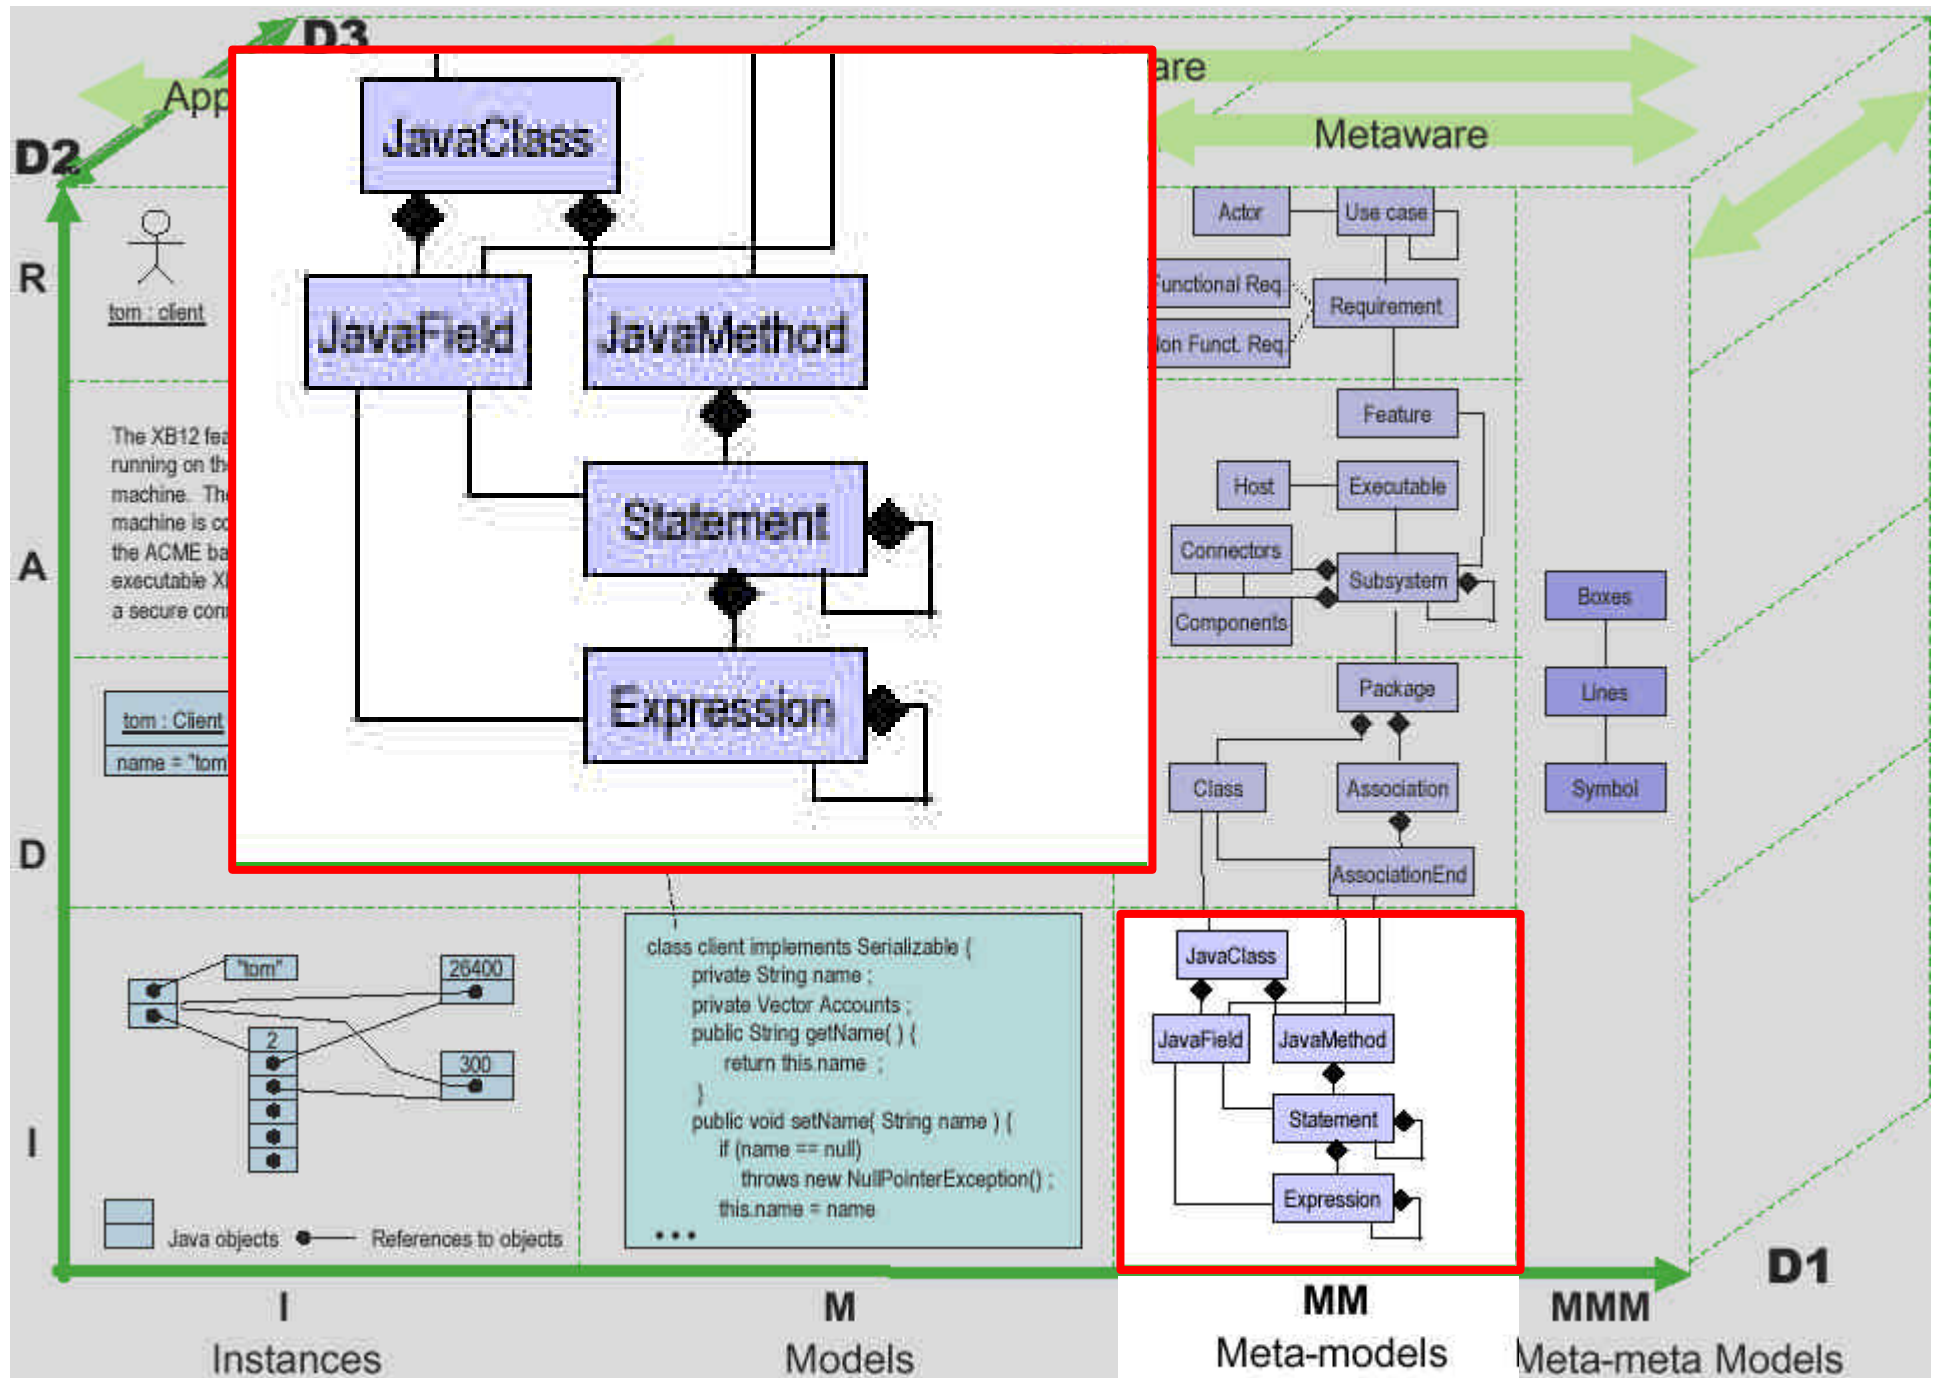 D3
are
App
Metaware
D2
R
tom : client
JavaClass
JavaField
JavaMethod
Statement
Expression
Actor
Use case
Functional Req.
Requirement
Non Funct. Req.
A
The XB12 fea
running on th
machine. The
machine is co
the ACME ba
executable X
a secure con
Feature
Host
Executable
Connectors
Subsystem
Components
Boxes
Lines
Symbol
D
tom : Client
name = "tom
Package
Class
Association
AssociationEnd
I
"tom"
26400
2
300
Java objects
References to objects
class client implements Serializable {
private String name ;
private Vector Accounts ;
public String getName( ) {
return this.name ;
}
public void setName( String name ) {
if (name == null)
throws new NullPointerException() ;
this.name = name
• • •
JavaClass
JavaField
JavaMethod
Statement
Expression
D1
I
M
MM
MMM
Instances
Models
Meta-models
Meta-meta Models